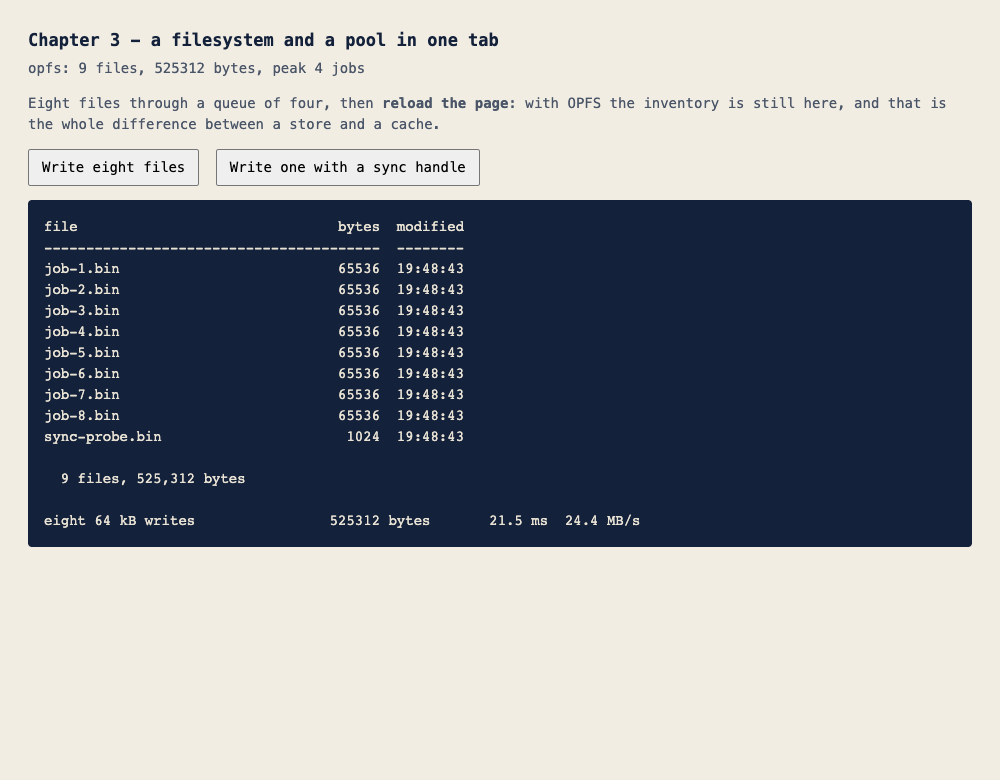 Chapter 3 — a filesystem and a pool in one tab
opfs: 9 files, 525312 bytes, peak 4 jobs
Eight files through a queue of four, then reload the page: with OPFS the inventory is still here, and that is
the whole difference between a store and a cache.
Write eight files
Write one with a sync handle
file bytes modified
---------------------------------------- --------
job-1.bin 65536 19:48:43
job-2.bin 65536 19:48:43
job-3.bin 65536 19:48:43
job-4.bin 65536 19:48:43
job-5.bin 65536 19:48:43
job-6.bin 65536 19:48:43
job-7.bin 65536 19:48:43
job-8.bin 65536 19:48:43
sync-probe.bin 1024 19:48:43
9 files, 525,312 bytes
eight 64 kB writes 525312 bytes 21.5 ms 24.4 MB/s